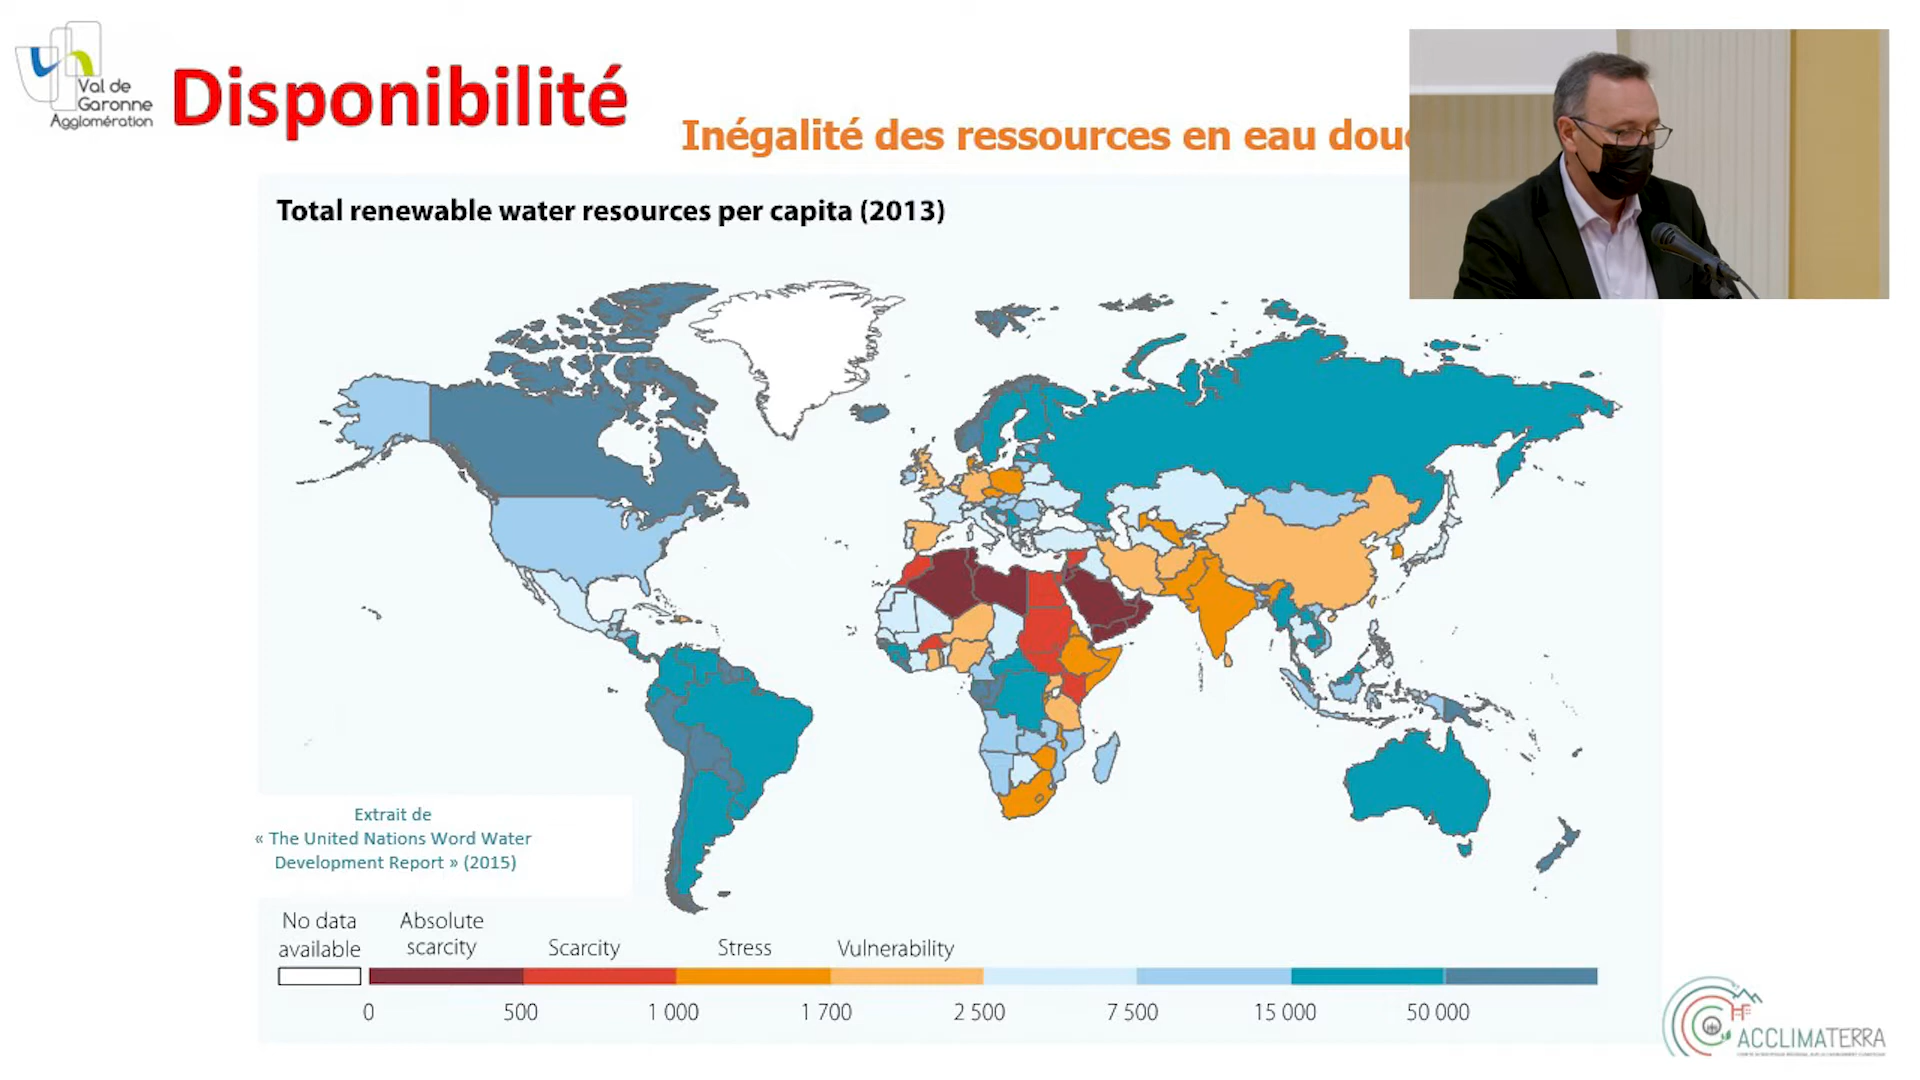 Val de
Garonne
Agglomération
Disponibilité
Inégalité des ressources en eau dou
Total renewable water resources per capita (2013)
Extrait de
« The United Nations Word Water
Development Report » (2015)
No data
available
Absolute
scarcity
Scarcity
Stress
Vulnerability
0
500
1 000
1 700
2 500
7 500
15 000
50 000
ACCLIMATERRA